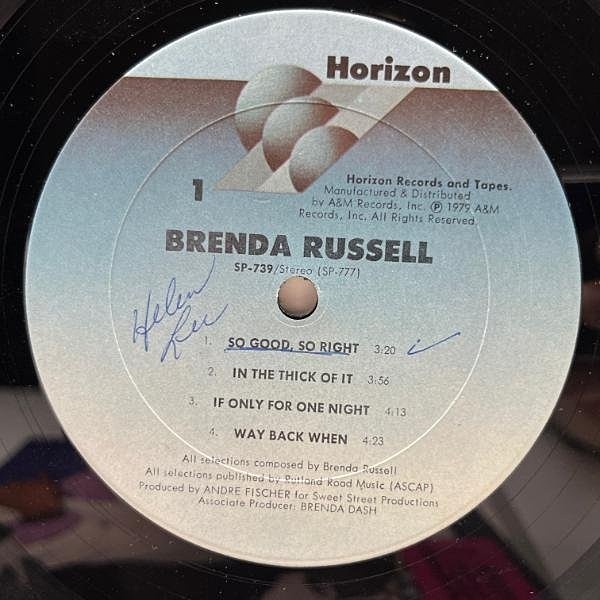 Horizon
1
Horizon Records and Tapes.
Manufactured & Distributed
by A&M Records, Inc. Ⓟ 1979 A&M
Records, Inc. All Rights Reserved.
BRENDA RUSSELL
SP-739/Stereo (SP-777)
Helen
Lee
1. SO GOOD, SO RIGHT 3:20
2. IN THE THICK OF IT 3:56
3. IF ONLY FOR ONE NIGHT 4:13
4. WAY BACK WHEN 4:23
All selections composed by Brenda Russell
All selections published by Rutland Road Music (ASCAP)
Produced by ANDRE FISCHER for Sweet Street Productions
Associate Producer: BRENDA DASH